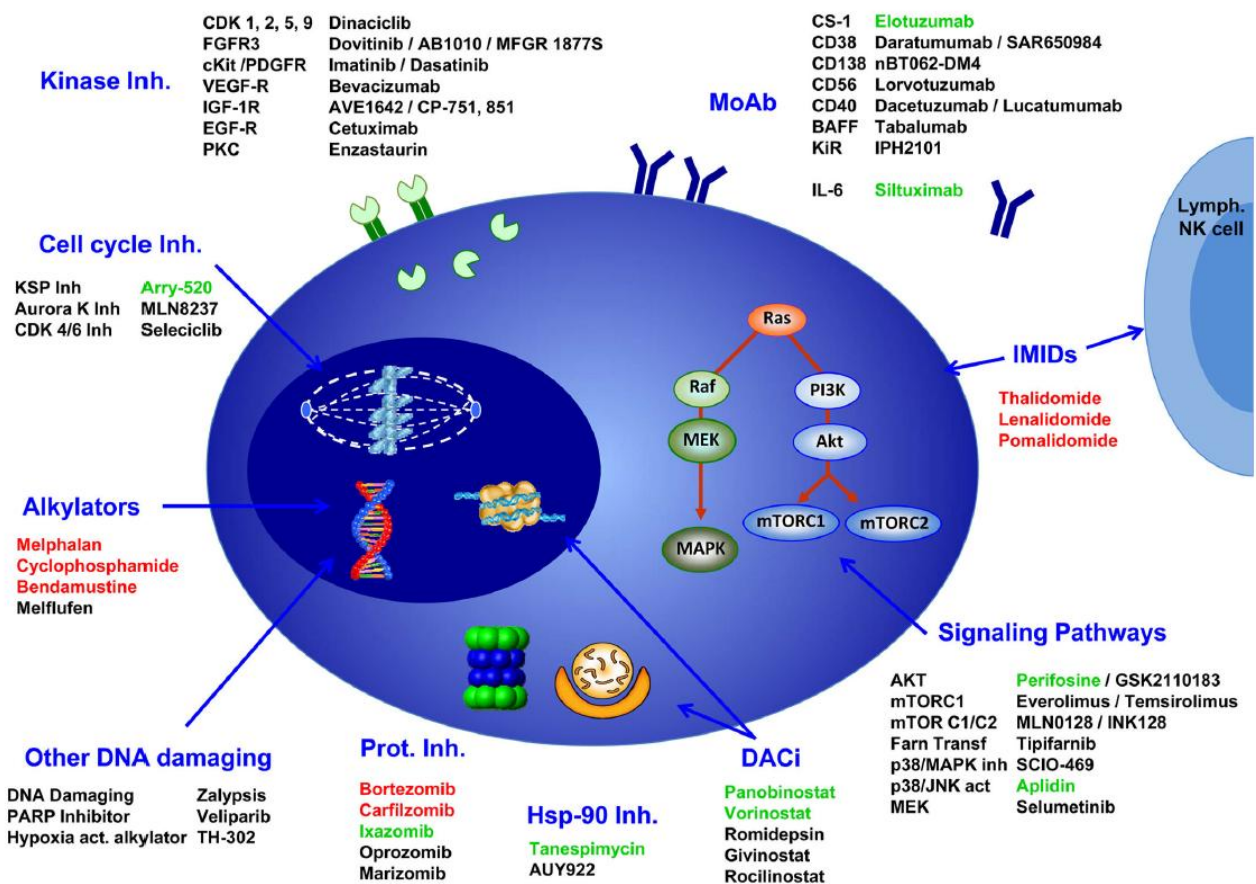 Kinase Inh.
CDK 1, 2, 5, 9 Dinaciclib
FGFR3 Dovitinib / AB1010 / MFGR 1877S
cKit /PDGFR Imatinib / Dasatinib
VEGF-R Bevacizumab
IGF-1R AVE1642 / CP-751, 851
EGF-R Cetuximab
PKC Enzastaurin
MoAb
CS-1 Elotuzumab
CD38 Daratumumab / SAR650984
CD138 nBT062-DM4
CD56 Lorvotuzumab
CD40 Dacetuzumab / Lucatumumab
BAFF Tabalumab
KiR IPH2101
IL-6 Siltuximab
Lymph.
NK cell
Cell cycle Inh.
KSP Inh Arry-520
Aurora K Inh MLN8237
CDK 4/6 Inh Seleciclib
Ras
Raf
PI3K
MEK
Akt
mTORC1
mTORC2
MAPK
IMIDs
Thalidomide
Lenalidomide
Pomalidomide
Alkylators
Melphalan
Cyclophosphamide
Bendamustine
Melflufen
Signaling Pathways
AKT Perifosine / GSK2110183
mTORC1 Everolimus / Temsirolimus
mTOR C1/C2 MLN0128 / INK128
Farn Transf Tipifarnib
p38/MAPK inh SCIO-469
p38/JNK act Aplidin
MEK Selumetinib
Other DNA damaging
DNA Damaging Zalypsis
PARP Inhibitor Veliparib
Hypoxia act. alkylator TH-302
Prot. Inh.
Bortezomib
Carfilzomib
Ixazomib
Oprozomib
Marizomib
Hsp-90 Inh.
Tanespimycin
AUY922
DACi
Panobinostat
Vorinostat
Romidepsin
Givinostat
Rocilinostat